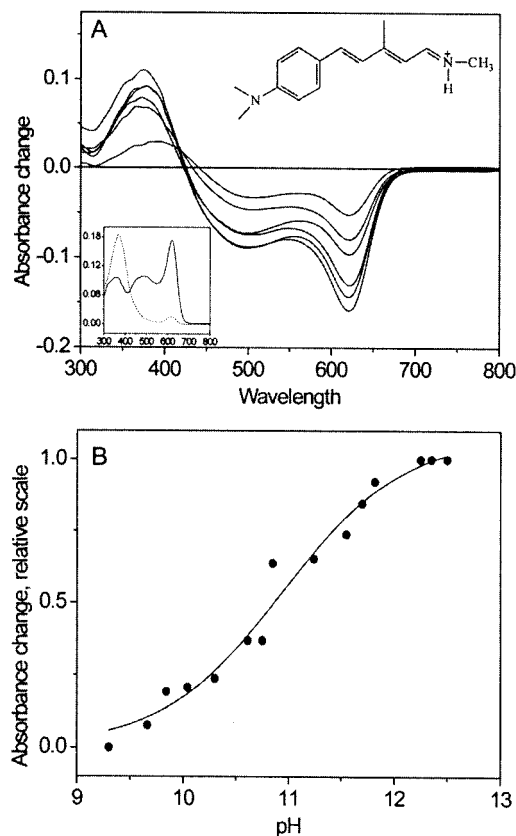 A
0.1
0.0
-0.1
-0.2
Absorbance change
N
N
+
CH3
H
0.18
0.12
0.08
0.00
300 400 500 600 700 800
300 400 500 600 700 800
Wavelength
B
1.0
0.5
0.0
Absorbance change, relative scale
9 10 11 12 13
pH